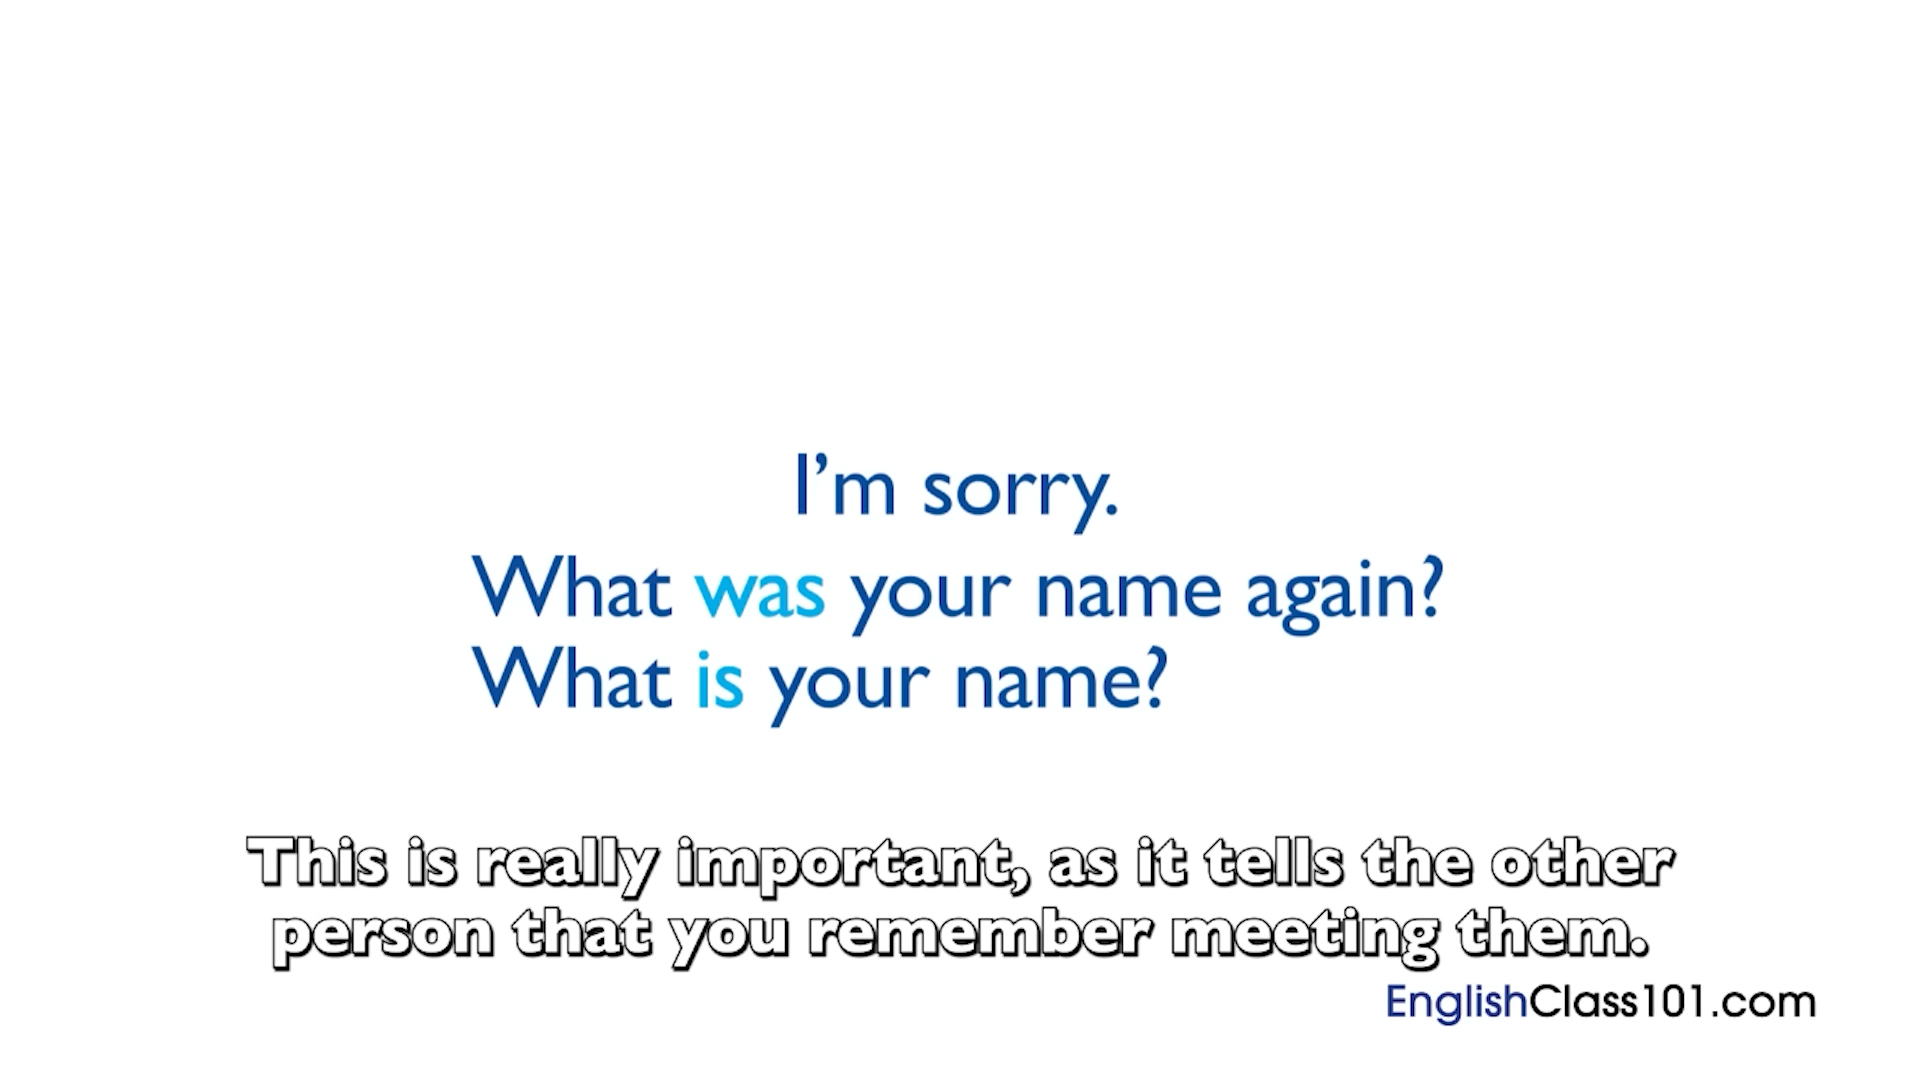 I'm sorry.
What was your name again?
What is your name?
This is really important, as it tells the other
person that you remember meeting them.
EnglishClass101.com